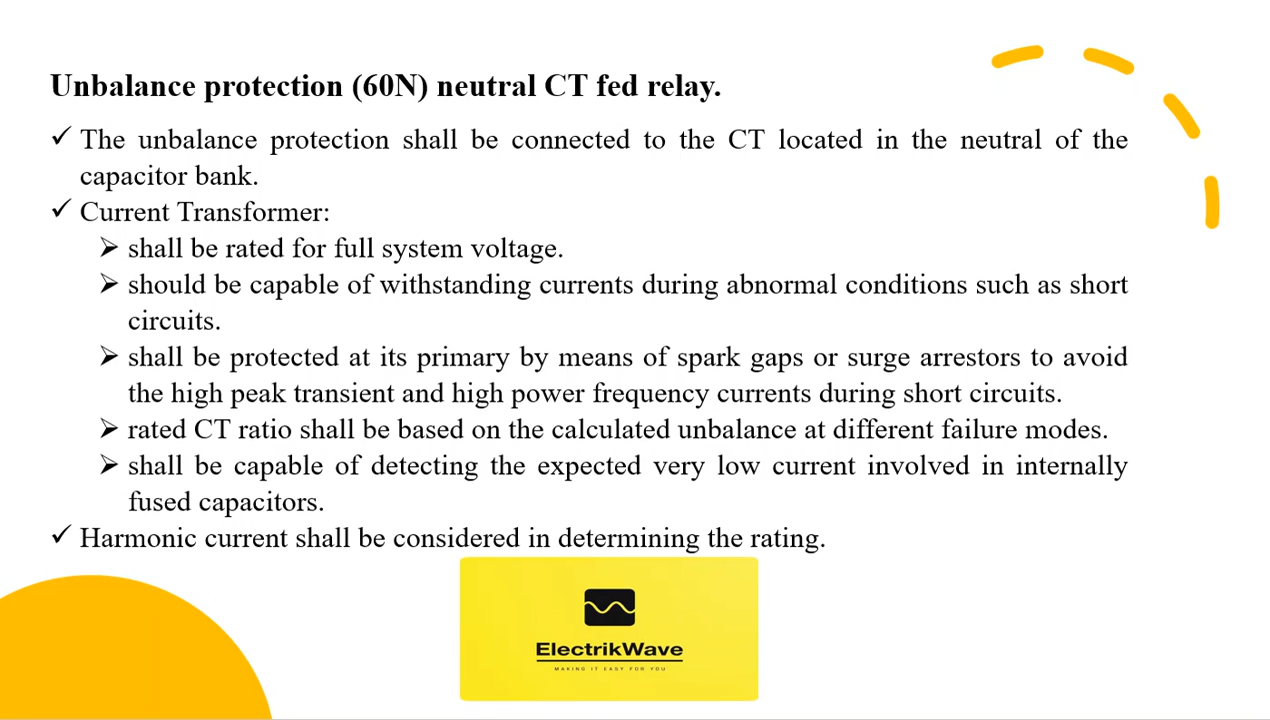 Unbalance protection (60N) neutral CT fed relay.
✓ The unbalance protection shall be connected to the CT located in the neutral of the
capacitor bank.
✓ Current Transformer:
➢ shall be rated for full system voltage.
➢ should be capable of withstanding currents during abnormal conditions such as short
circuits.
➢ shall be protected at its primary by means of spark gaps or surge arrestors to avoid
the high peak transient and high power frequency currents during short circuits.
➢ rated CT ratio shall be based on the calculated unbalance at different failure modes.
➢ shall be capable of detecting the expected very low current involved in internally
fused capacitors.
✓ Harmonic current shall be considered in determining the rating.
ElectrikWave
MAKING IT EASY FOR YOU